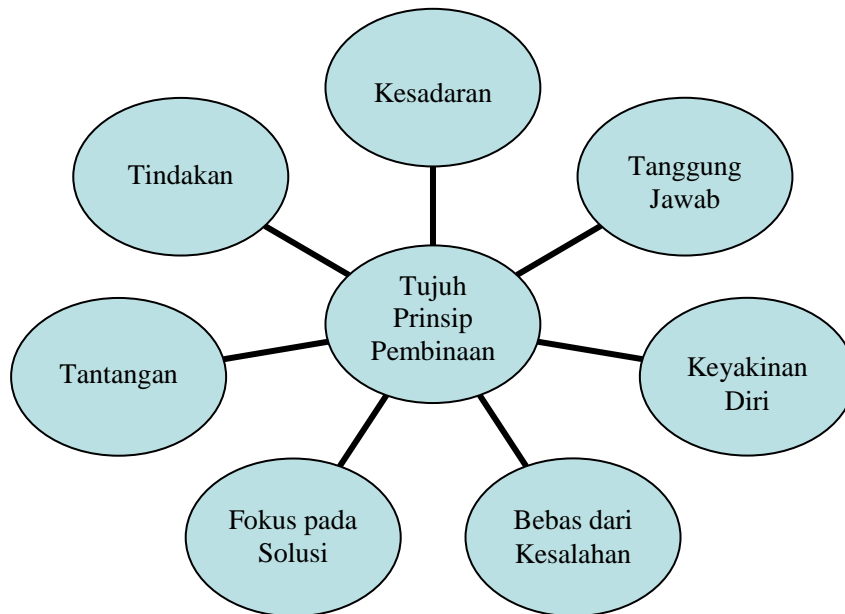 Kesadaran
Tanggung
Jawab
Keyakinan
Diri
Bebas dari
Kesalahan
Fokus pada
Solusi
Tantangan
Tindakan
Tujuh
Prinsip
Pembinaan